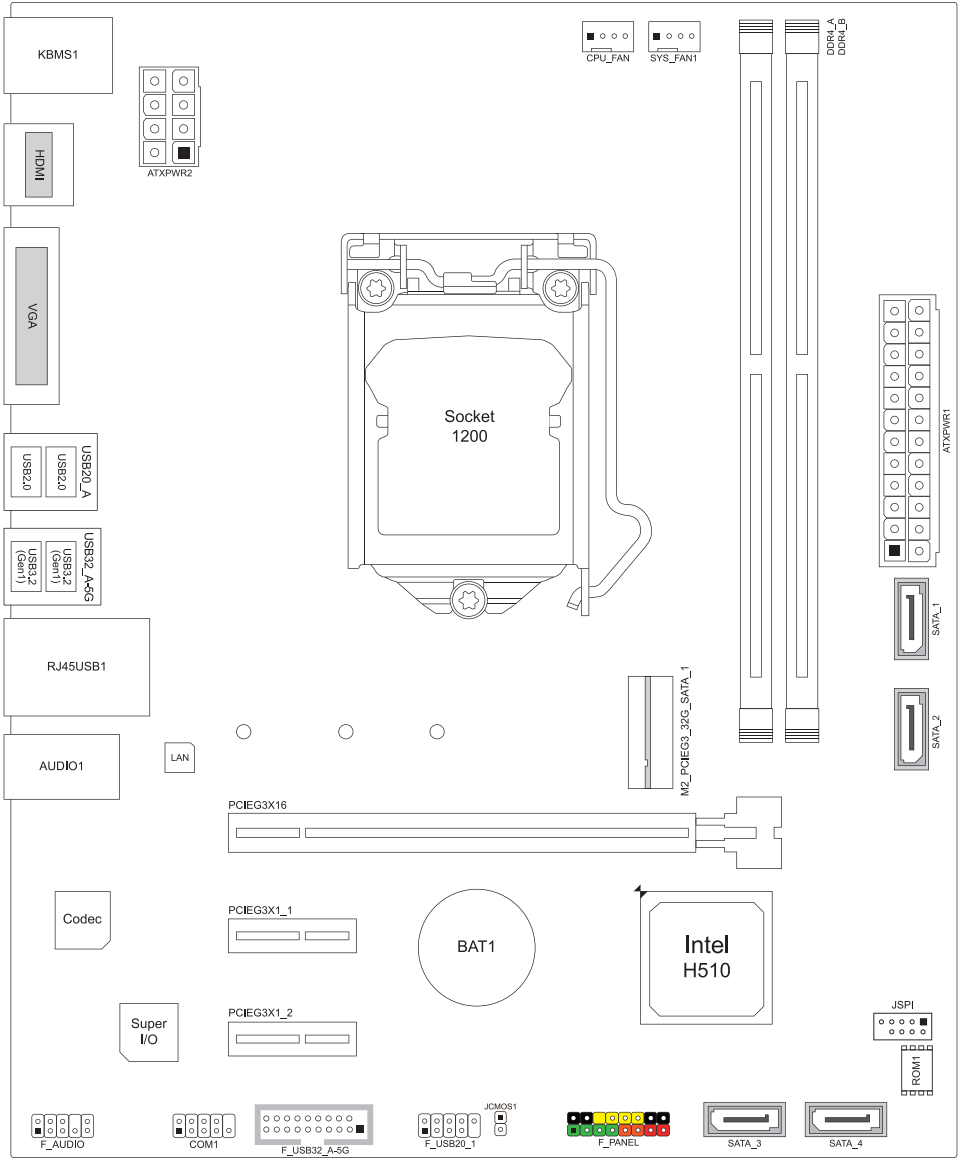 KBMS1
CPU_FAN
SYS_FAN1
DDR4_A
DDR4_B
HDMI
ATXPWR2
VGA
Socket
1200
ATXPWR1
USB2.0
USB2.0
USB20_A
USB3.2
(Gen1)
USB3.2
(Gen1)
USB32_A-5G
SATA_1
RJ45USB1
M2_PCIEG3_32G_SATA_1
SATA_2
AUDIO1
LAN
PCIEG3X16
Codec
PCIEG3X1_1
BAT1
Intel
H510
Super
I/O
PCIEG3X1_2
JSPI
ROM1
F_AUDIO
COM1
F_USB32_A-5G
F_USB20_1
JCMOS1
F_PANEL
SATA_3
SATA_4